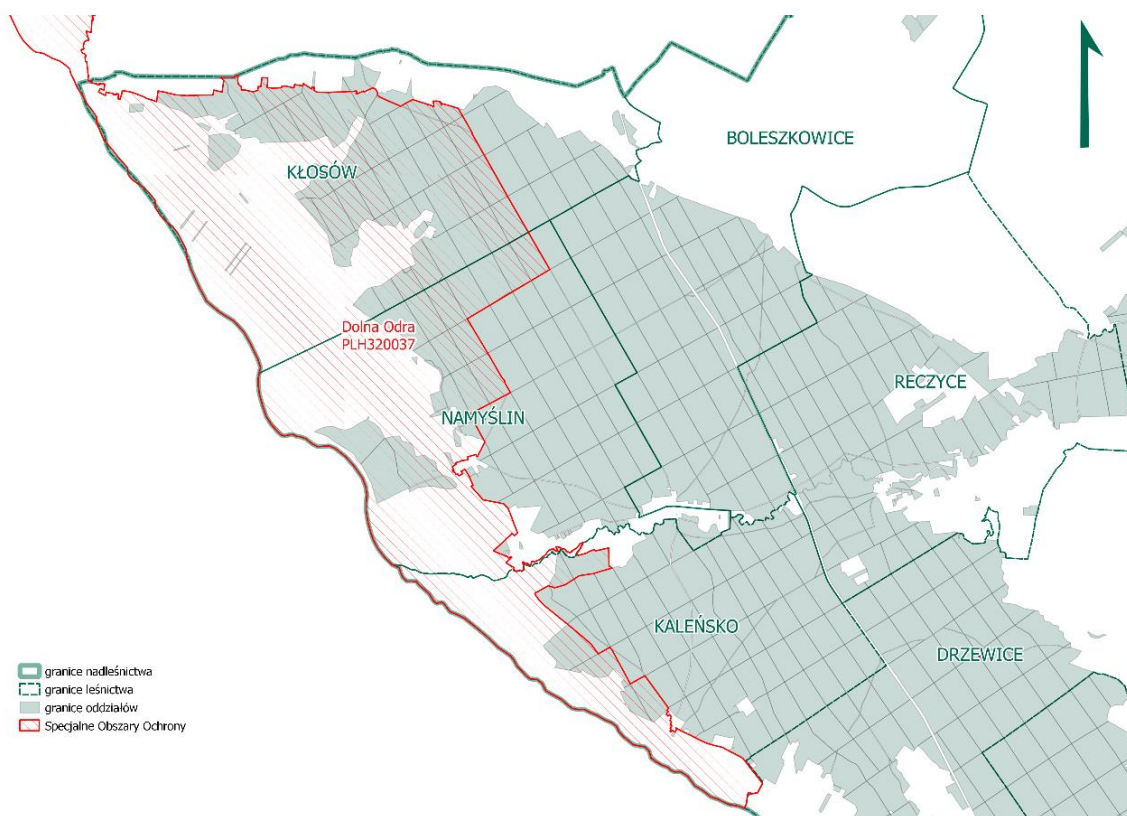 BOLESZKOWICE
KŁOSÓW
Dolna Odra
PLH320037
RECZYCE
NAMYŚLIN
KALEŃSKO
DRZEWICE
granice nadleśnictwa
granice leśnictwa
granice oddziałów
Specjalne Obszary Ochrony